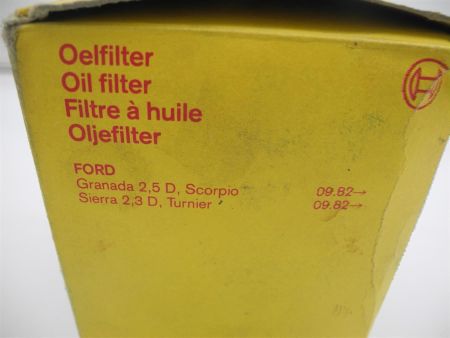 Oelfilter
Oil filter
Filtre à huile
Oljefilter
FORD
Granada 2,5 D, Scorpio 09.82→
Sierra 2,3 D, Turnier 09.82→